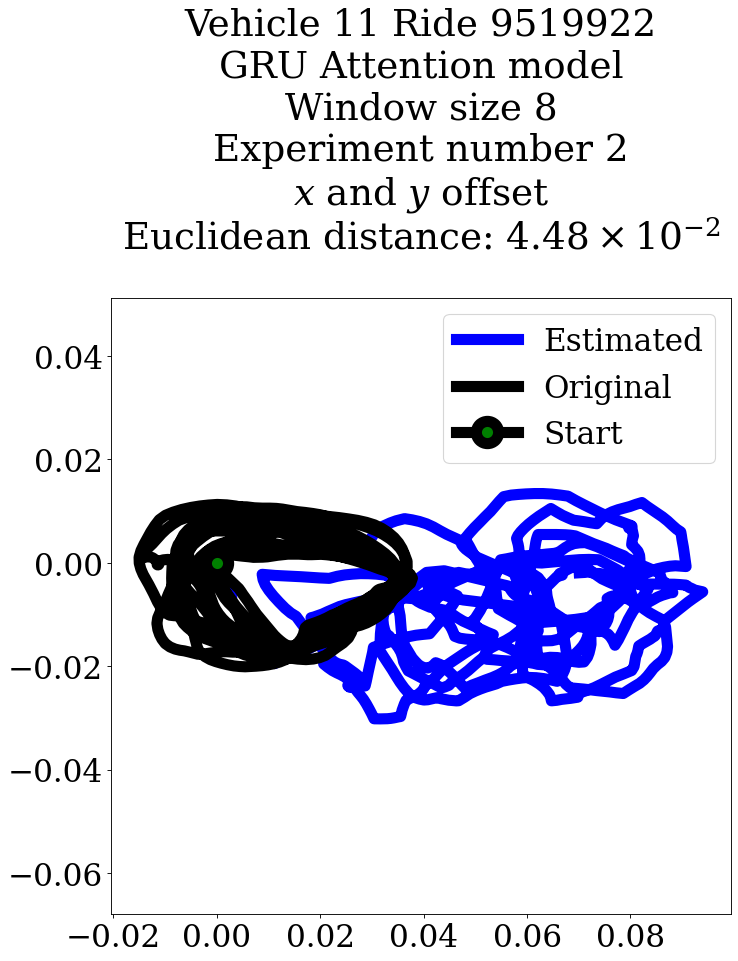 Vehicle 11 Ride 9519922
GRU Attention model
Window size 8
Experiment number 2
x and y offset
Euclidean distance: 4.48 × 10⁻²
Estimated
Original
Start
0.04
0.02
0.00
−0.02
−0.04
−0.06
−0.02 0.00 0.02 0.04 0.06 0.08